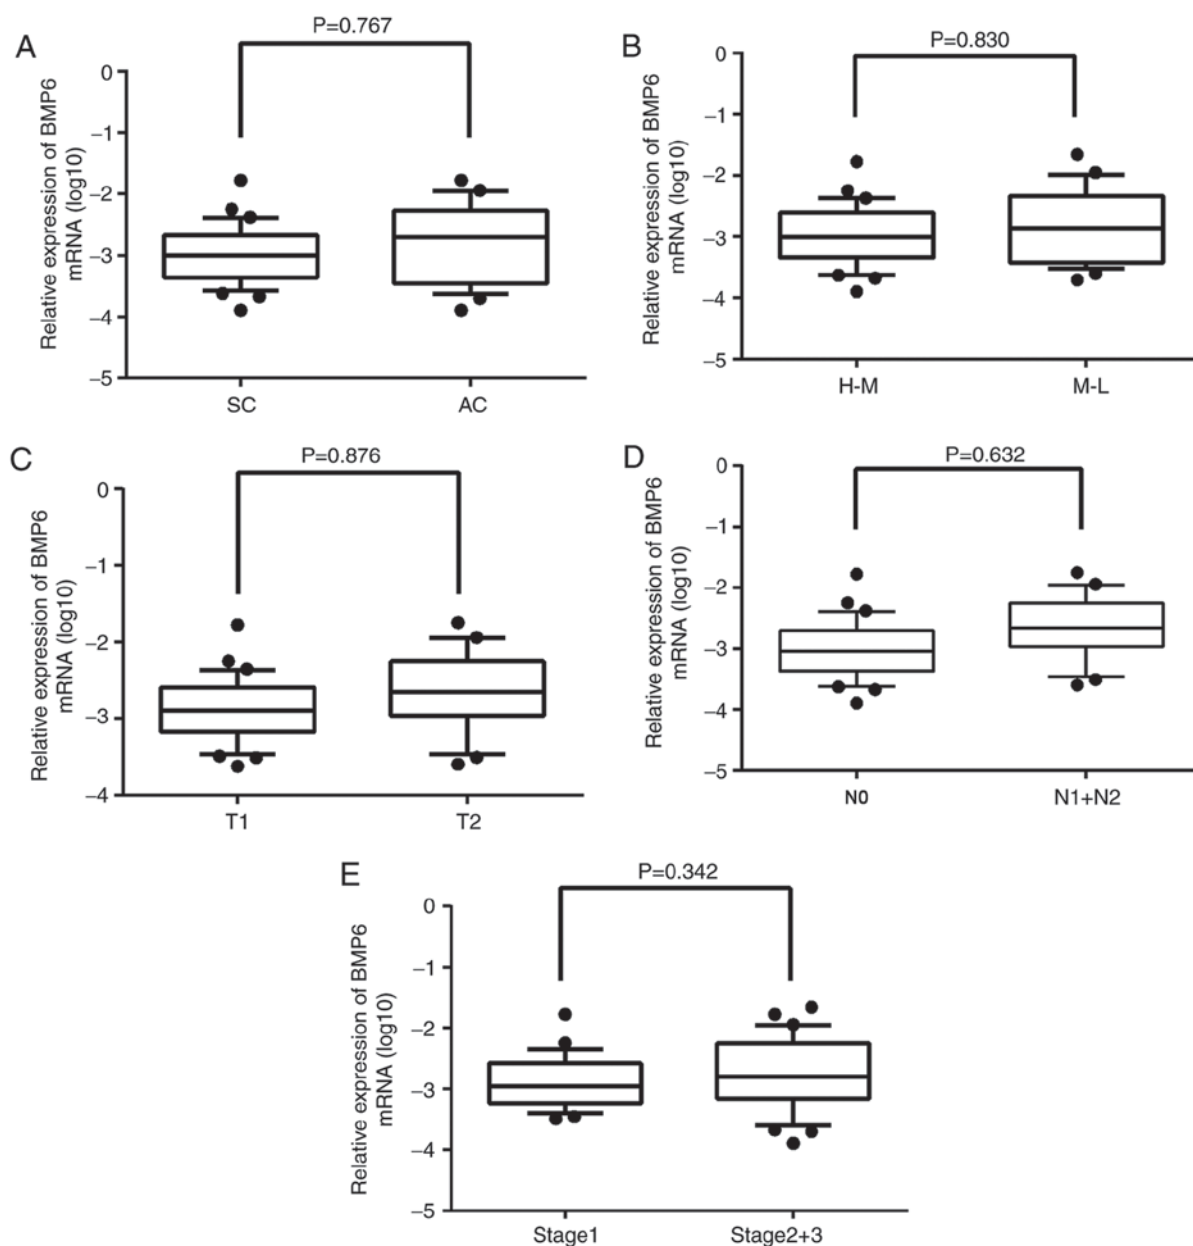 A
P=0.767
Relative expression of BMP6
mRNA (log10)
0
−1
−2
−3
−4
−5
SC
AC
B
P=0.830
Relative expression of BMP6
mRNA (log10)
0
−1
−2
−3
−4
−5
H-M
M-L
C
P=0.876
Relative expression of BMP6
mRNA (log10)
0
−1
−2
−3
−4
T1
T2
D
P=0.632
Relative expression of BMP6
mRNA (log10)
0
−1
−2
−3
−4
−5
N0
N1+N2
E
P=0.342
Relative expression of BMP6
mRNA (log10)
0
−1
−2
−3
−4
−5
Stage1
Stage2+3